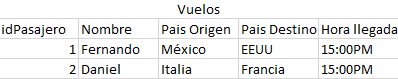 Vuelos
idPasajero Nombre Pais Origen Pais Destino Hora llegada
1 Fernando México EEUU 15:00PM
2 Daniel Italia Francia 15:00PM